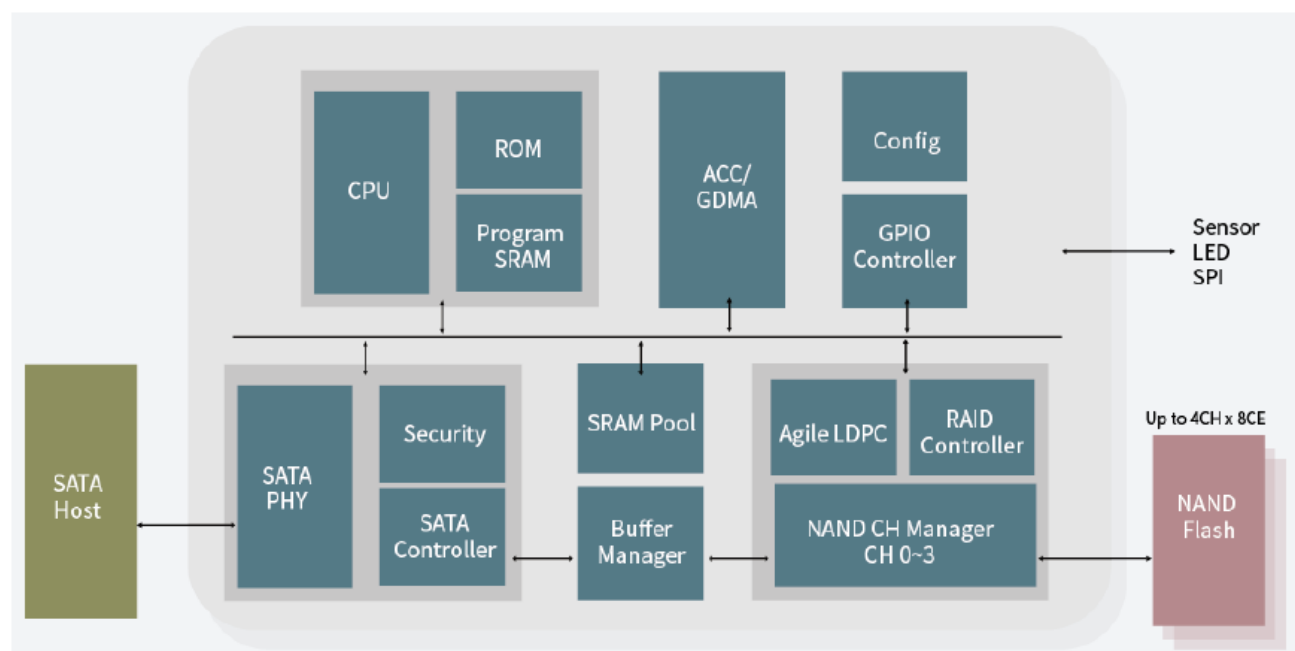 CPU
ROM
Program
SRAM
ACC/
GDMA
Config
GPIO
Controller
Sensor
LED
SPI
SATA
Host
SATA
PHY
Security
SATA
Controller
SRAM Pool
Buffer
Manager
Agile LDPC
RAID
Controller
NAND CH Manager
CH 0~3
Up to 4CH x 8CE
NAND
Flash